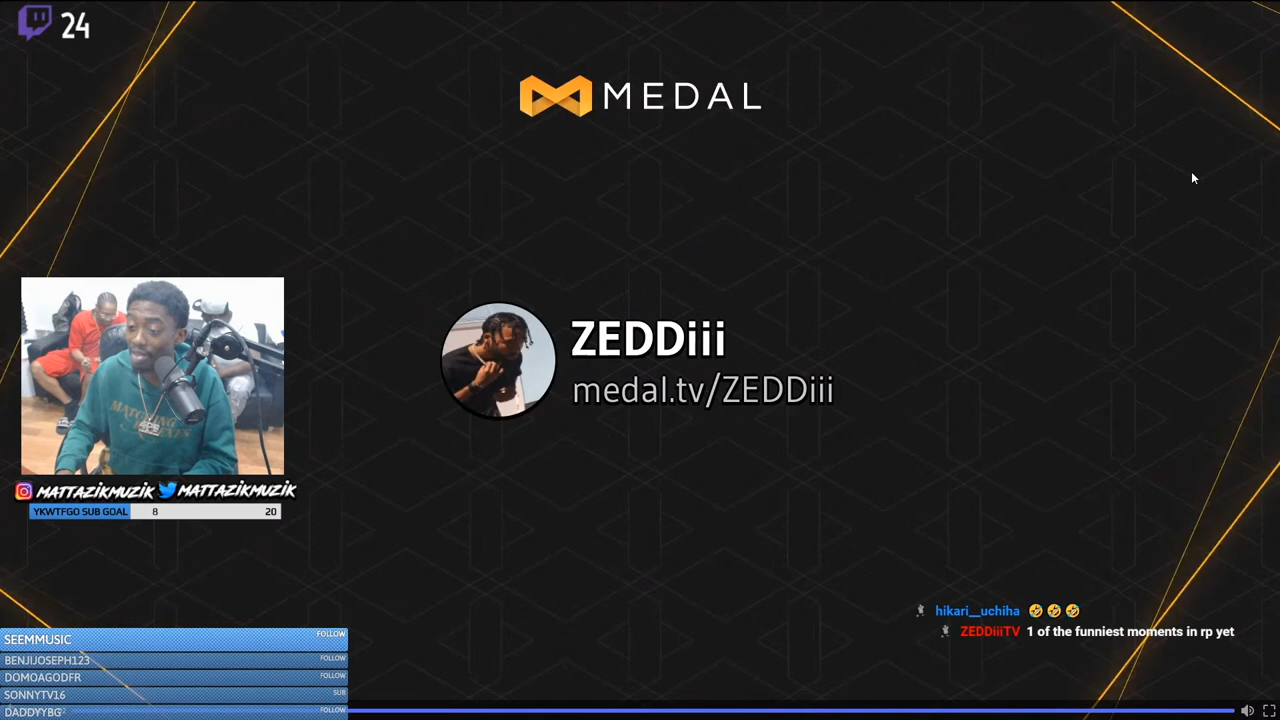 24
MEDAL
ZEDDiii
medal.tv/ZEDDiii
MATCHING
MATTAZIKMUZIK MATTAZIKMUZIK
YKWTFGO SUB GOAL 8 20
hikari__uchiha 🤣 🤣 🤣
ZEDDiiiTV 1 of the funniest moments in rp yet
SEEMMUSIC FOLLOW
BENJIJOSEPH123 FOLLOW
DOMOAGODFR FOLLOW
SONNYTV16 SUB
DADDYYBG FOLLOW